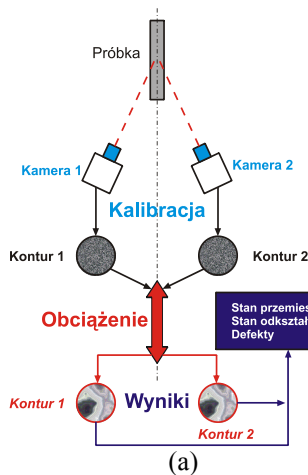 Próbka
Kamera 1
Kamera 2
Kalibracja
Kontur 1
Kontur 2
Obciążenie
Stan przemies
Stan odkształ
Defekty
Wyniki
Kontur 1
Kontur 2
(a)